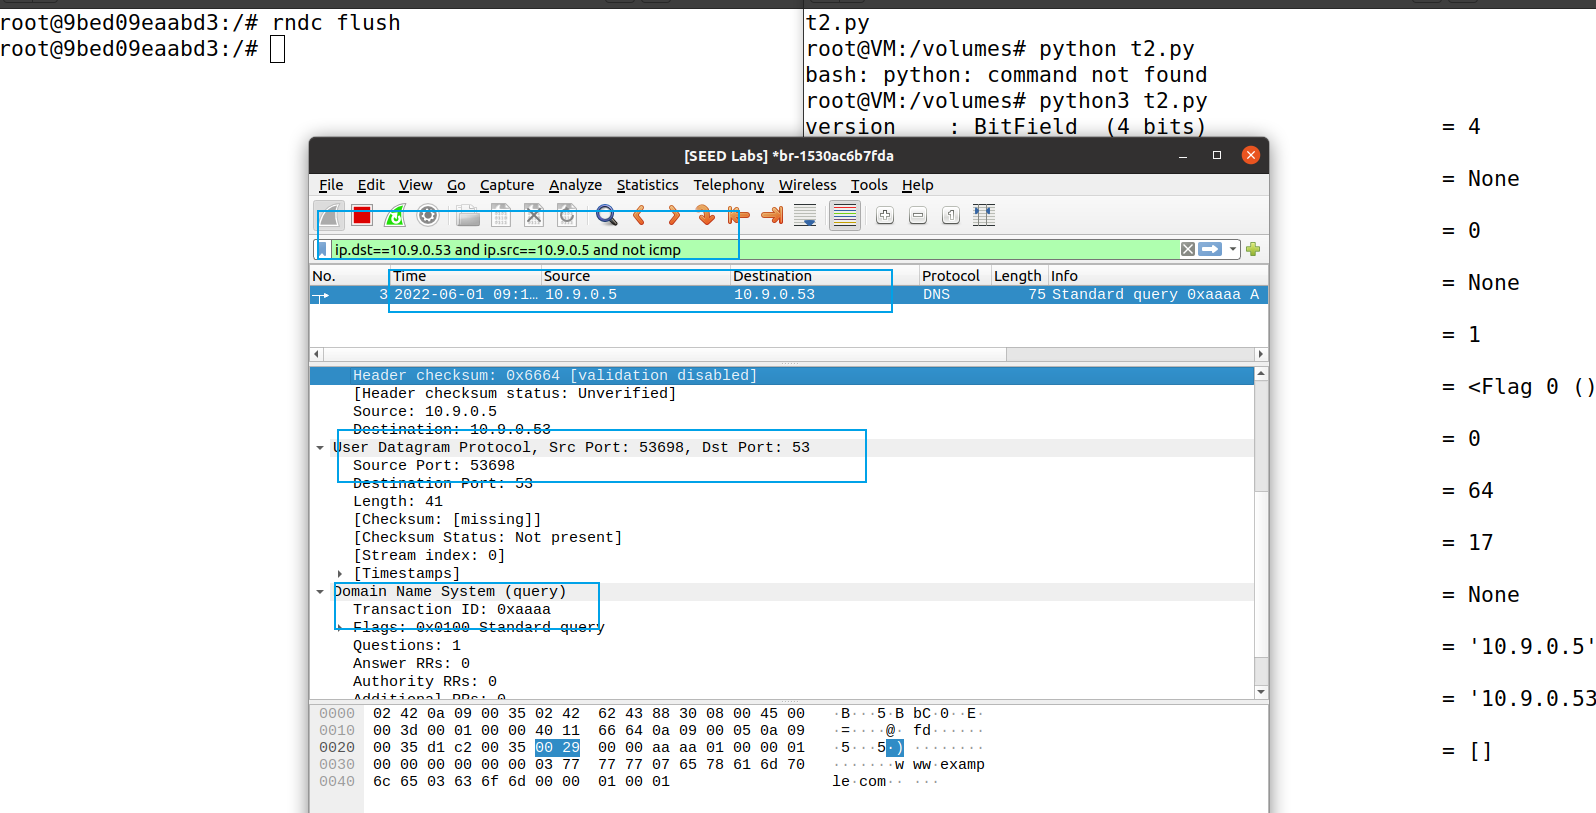 root@9bed09eaabd3:/# rndc flush
root@9bed09eaabd3:/#
t2.py
root@VM:/volumes# python t2.py
bash: python: command not found
root@VM:/volumes# python3 t2.py
version    : BitField  (4 bits)                  = 4
= None
= 0
= None
= 1
= <Flag 0 ()
= 0
= 64
= 17
= None
= '10.9.0.5'
= '10.9.0.53
= []
[SEED Labs] *br-1530ac6b7fda
File Edit View Go Capture Analyze Statistics Telephony Wireless Tools Help
ip.dst==10.9.0.53 and ip.src==10.9.0.5 and not icmp
No. Time Source Destination Protocol Length Info
3 2022-06-01 09:1… 10.9.0.5 10.9.0.53 DNS 75 Standard query 0xaaaa A
Header checksum: 0x6664 [validation disabled]
[Header checksum status: Unverified]
Source: 10.9.0.5
Destination: 10.9.0.53
User Datagram Protocol, Src Port: 53698, Dst Port: 53
Source Port: 53698
Destination Port: 53
Length: 41
[Checksum: [missing]]
[Checksum Status: Not present]
[Stream index: 0]
[Timestamps]
Domain Name System (query)
Transaction ID: 0xaaaa
Flags: 0x0100 Standard query
Questions: 1
Answer RRs: 0
Authority RRs: 0
Additional RRs: 0
0000 02 42 0a 09 00 35 02 42 62 43 88 30 08 00 45 00 ·B···5·B bC·0··E·
0010 00 3d 00 01 00 00 40 11 66 64 0a 09 00 05 0a 09 ·=····@· fd······
0020 00 35 d1 c2 00 35 00 29 00 00 aa aa 01 00 00 01 ·5···5·) ········
0030 00 00 00 00 00 00 03 77 77 77 07 65 78 61 6d 70 ·······w ww·examp
0040 6c 65 03 63 6f 6d 00 00 01 00 01 le·com·· ···